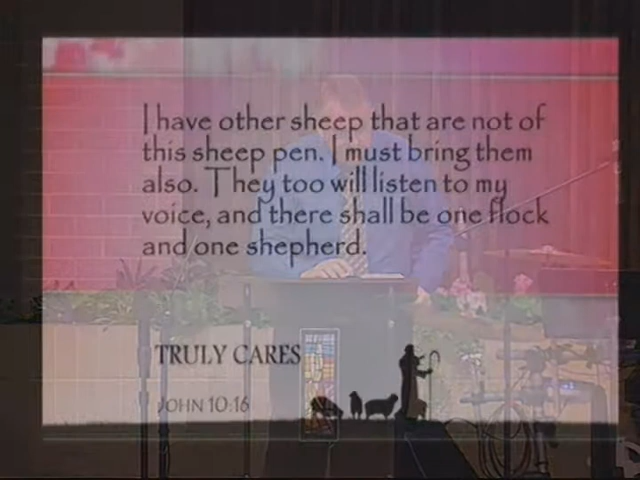 I have other sheep that are not of
this sheep pen. I must bring them
also. They too will listen to my
voice, and there shall be one flock
and one shepherd.
TRULY CARES
JOHN 10:16